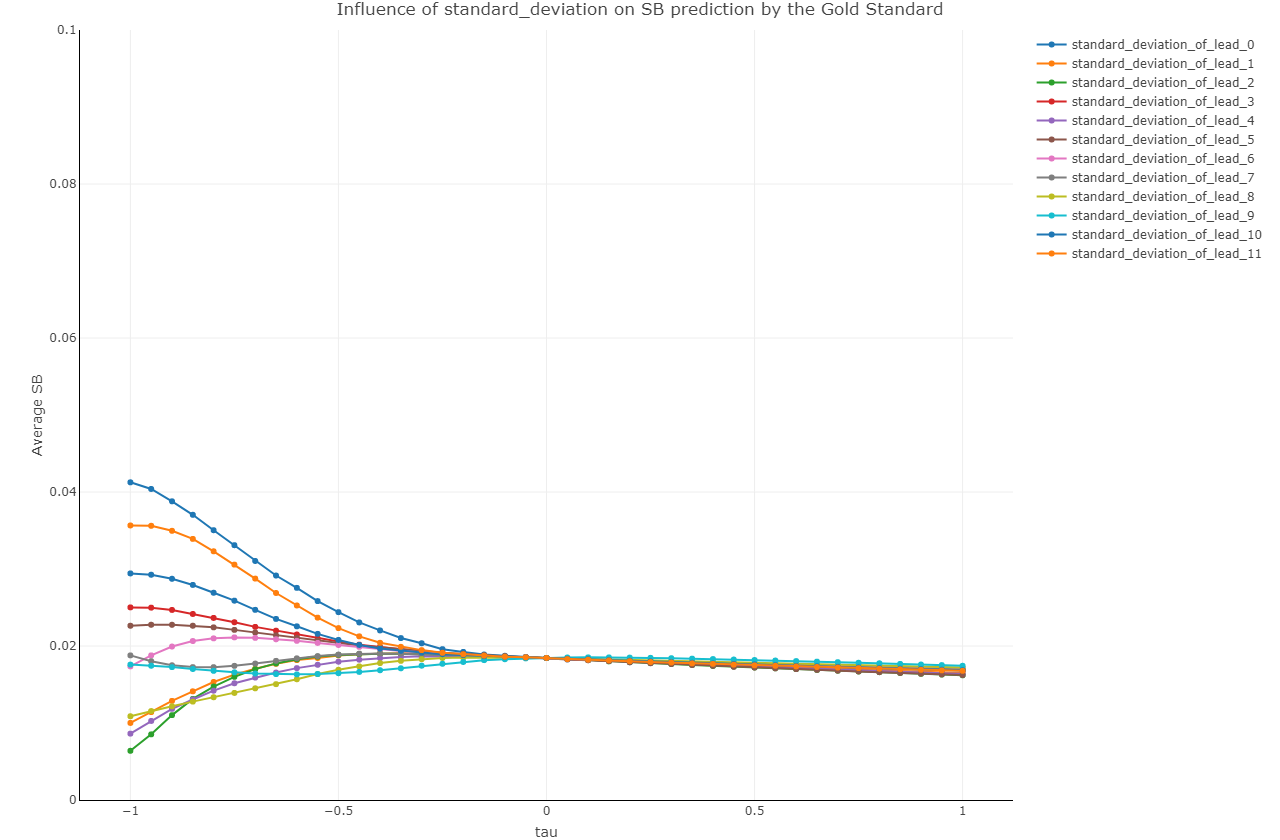 Influence of standard_deviation on SB prediction by the Gold Standard
0.1
0.08
0.06
0.04
0.02
0
Average SB
−1
−0.5
0
0.5
1
tau
standard_deviation_of_lead_0
standard_deviation_of_lead_1
standard_deviation_of_lead_2
standard_deviation_of_lead_3
standard_deviation_of_lead_4
standard_deviation_of_lead_5
standard_deviation_of_lead_6
standard_deviation_of_lead_7
standard_deviation_of_lead_8
standard_deviation_of_lead_9
standard_deviation_of_lead_10
standard_deviation_of_lead_11